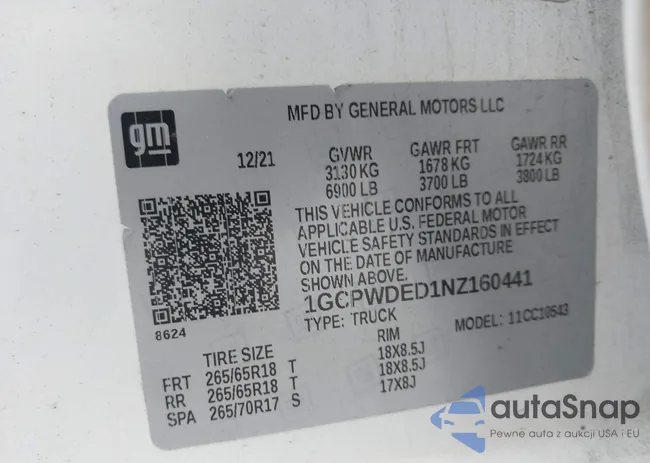 gm
MFD BY GENERAL MOTORS LLC
12/21
GVWR GAWR FRT GAWR RR
3130 KG 1678 KG 1724 KG
6900 LB 3700 LB 3800 LB
THIS VEHICLE CONFORMS TO ALL
APPLICABLE U.S. FEDERAL MOTOR
VEHICLE SAFETY STANDARDS IN EFFECT
ON THE DATE OF MANUFACTURE
SHOWN ABOVE.
1GCPWDED1NZ160441
TYPE: TRUCK MODEL: 11CC10543
8624
TIRE SIZE RIM
FRT 265/65R18 T 18X8.5J
RR 265/65R18 T 18X8.5J
SPA 265/70R17 S 17X8J
autaSnap
Pewne auta z aukcji USA i EU